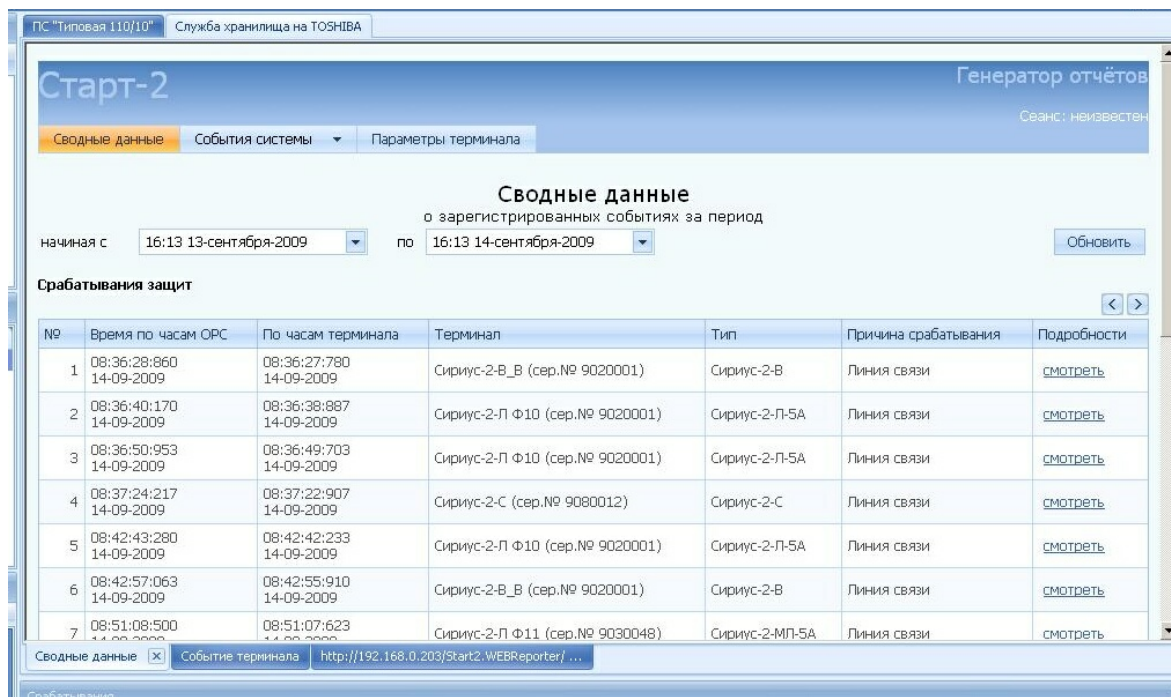 ПС "Типовая 110/10" Служба хранилища на TOSHIBA
Старт-2
Генератор отчётов
Сеанс: неизвестен
Сводные данные События системы Параметры терминала
Сводные данные
о зарегистрированных событиях за период
начиная с 16:13 13-сентября-2009 по 16:13 14-сентября-2009 Обновить
Срабатывания защит
< >
№ Время по часам ОРС По часам терминала Терминал Тип Причина срабатывания Подробности
1 08:36:28:860 14-09-2009 08:36:27:780 14-09-2009 Сириус-2-В_В (сер.№ 9020001) Сириус-2-В Линия связи смотреть
2 08:36:40:170 14-09-2009 08:36:38:887 14-09-2009 Сириус-2-Л Ф10 (сер.№ 9020001) Сириус-2-Л-5А Линия связи смотреть
3 08:36:50:953 14-09-2009 08:36:49:703 14-09-2009 Сириус-2-Л Ф10 (сер.№ 9020001) Сириус-2-Л-5А Линия связи смотреть
4 08:37:24:217 14-09-2009 08:37:22:907 14-09-2009 Сириус-2-С (сер.№ 9080012) Сириус-2-С Линия связи смотреть
5 08:42:43:280 14-09-2009 08:42:42:233 14-09-2009 Сириус-2-Л Ф10 (сер.№ 9020001) Сириус-2-Л-5А Линия связи смотреть
6 08:42:57:063 14-09-2009 08:42:55:910 14-09-2009 Сириус-2-В_В (сер.№ 9020001) Сириус-2-В Линия связи смотреть
7 08:51:08:500 14-09-2009 08:51:07:623 14-09-2009 Сириус-2-Л Ф11 (сер.№ 9030048) Сириус-2-МЛ-5А Линия связи смотреть
Сводные данные Событие терминала http://192.168.0.203/Start2.WEBReporter/ ...
Срабатывания